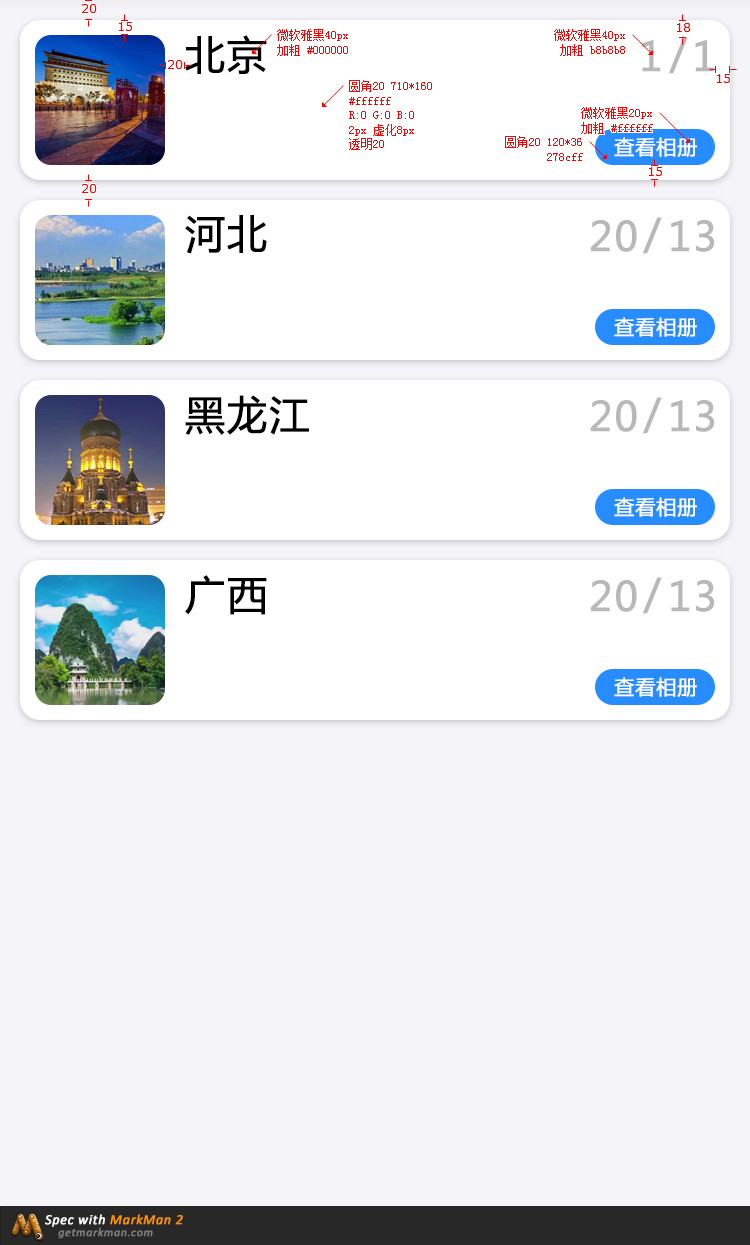 20
15
微软雅黑40px
加粗 #000000
微软雅黑40px
加粗 b8b8b8
18
北京
1/1
20
15
圆角20 710*160
#ffffff
R:0 G:0 B:0
2px 虚化8px
透明20
微软雅黑20px
加粗 #ffffff
圆角20 120*36
278cff
查看相册
15
20
河北
20/13
查看相册
黑龙江
20/13
查看相册
广西
20/13
查看相册
Spec with MarkMan 2
getmarkman.com